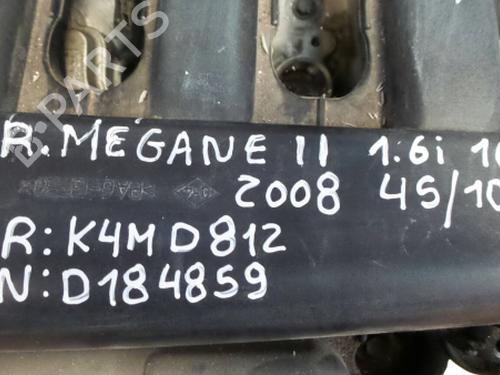 R. MEGANE II 1.6i 16
2008 45/10
R: K4MD812
N: D184859
B-PARTS